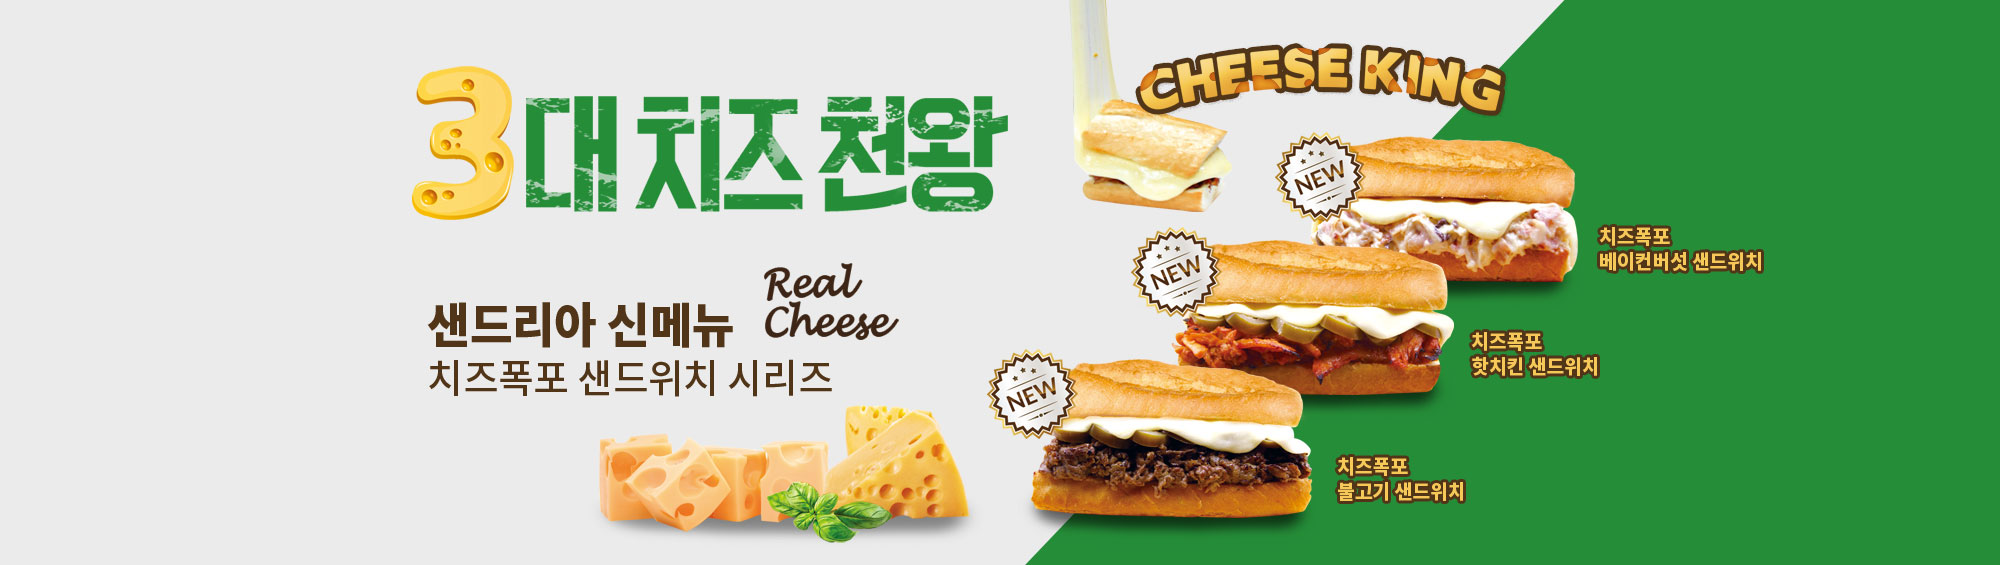 3대 치즈 천왕
샌드리아 신메뉴
Real
Cheese
치즈폭포 샌드위치 시리즈
CHEESE KING
NEW
치즈폭포
베이컨버섯 샌드위치
NEW
치즈폭포
핫치킨 샌드위치
NEW
치즈폭포
불고기 샌드위치